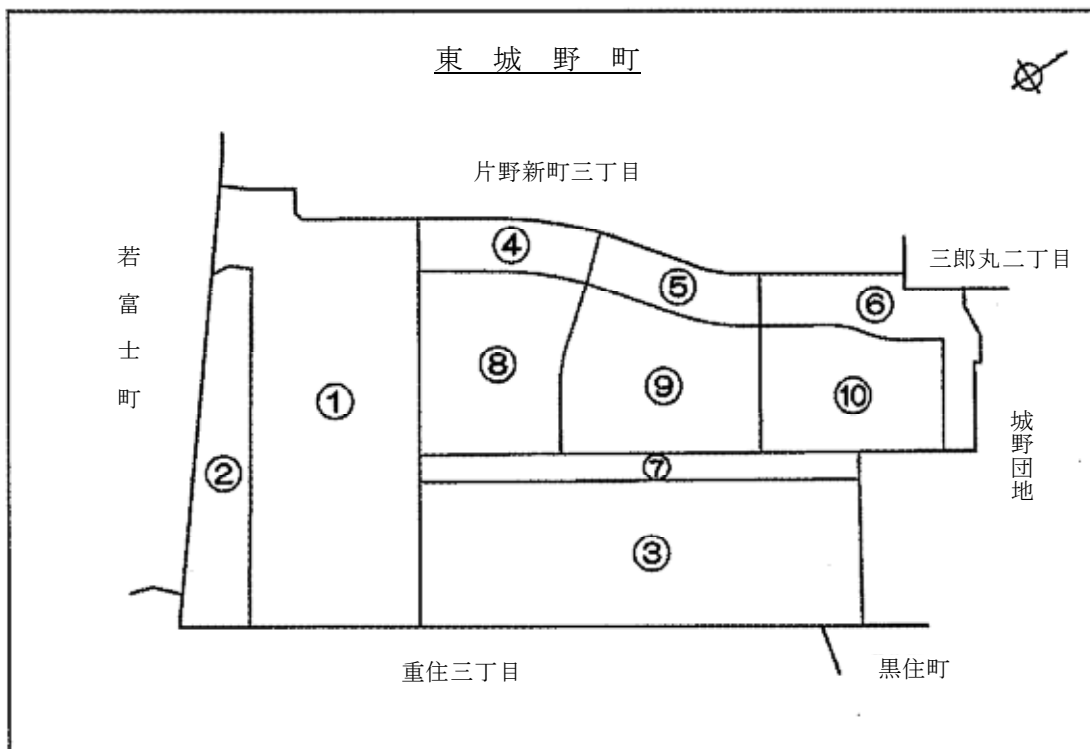 東城野町
片野新町三丁目
三郎丸二丁目
若富士町
④
⑤
⑥
⑧
⑨
⑩
①
②
⑦
③
城野団地
重住三丁目
黒住町